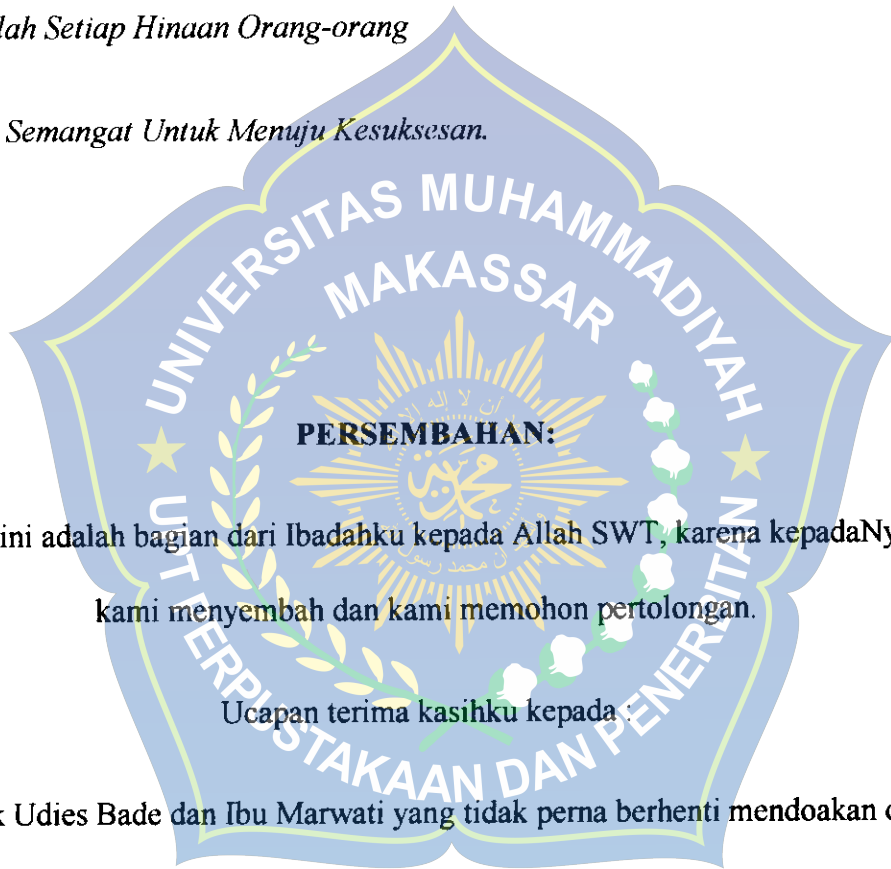 lah Setiap Hinaan Orang-orang
Semangat Untuk Menuju Kesuksesan.
UNIVERSITAS MUHAMMADIYAH
MAKASSAR
PERSEMBAHAN:
ini adalah bagian dari Ibadahku kepada Allah SWT, karena kepadaNy
kami menyembah dan kami memohon pertolongan.
Ucapan terima kasihku kepada :
k Udies Bade dan Ibu Marwati yang tidak perna berhenti mendoakan d
UPT PERPUSTAKAAN DAN PENERBITAN